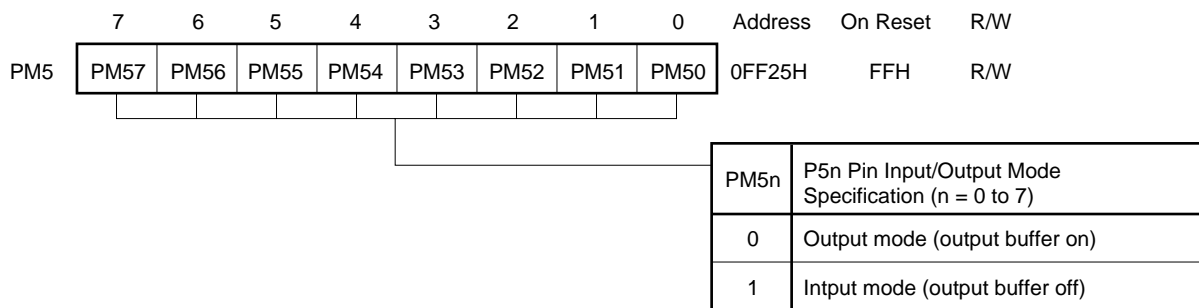 7 6 5 4 3 2 1 0 Address On Reset R/W
PM5 PM57 PM56 PM55 PM54 PM53 PM52 PM51 PM50 0FF25H FFH R/W
PM5n P5n Pin Input/Output Mode
Specification (n = 0 to 7)
0 Output mode (output buffer on)
1 Intput mode (output buffer off)